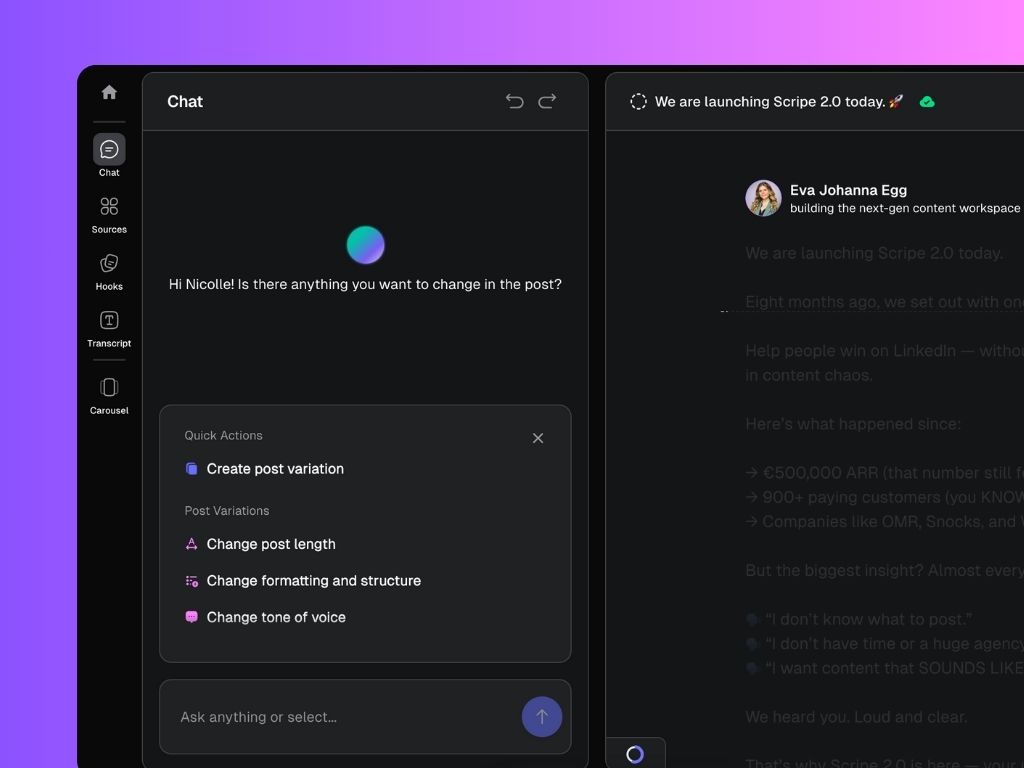 Chat
Sources
Hooks
Transcript
Carousel
Chat
Hi Nicolle! Is there anything you want to change in the post?
Quick Actions
Create post variation
Post Variations
Change post length
Change formatting and structure
Change tone of voice
Ask anything or select...
We are launching Scripe 2.0 today. 🚀
Eva Johanna Egg
building the next-gen content workspace
We are launching Scripe 2.0 today.
Eight months ago, we set out with one
Help people win on LinkedIn — withou
in content chaos.
Here's what happened since:
→ €500,000 ARR (that number still fe
→ 900+ paying customers (you KNOW
→ Companies like OMR, Snocks, and
But the biggest insight? Almost every
🗣 “I don't know what to post.”
🗣 “I don't have time or a huge agency
🗣 “I want content that SOUNDS LIKE
We heard you. Loud and clear.
That's why Scripe 2.0 is here — your